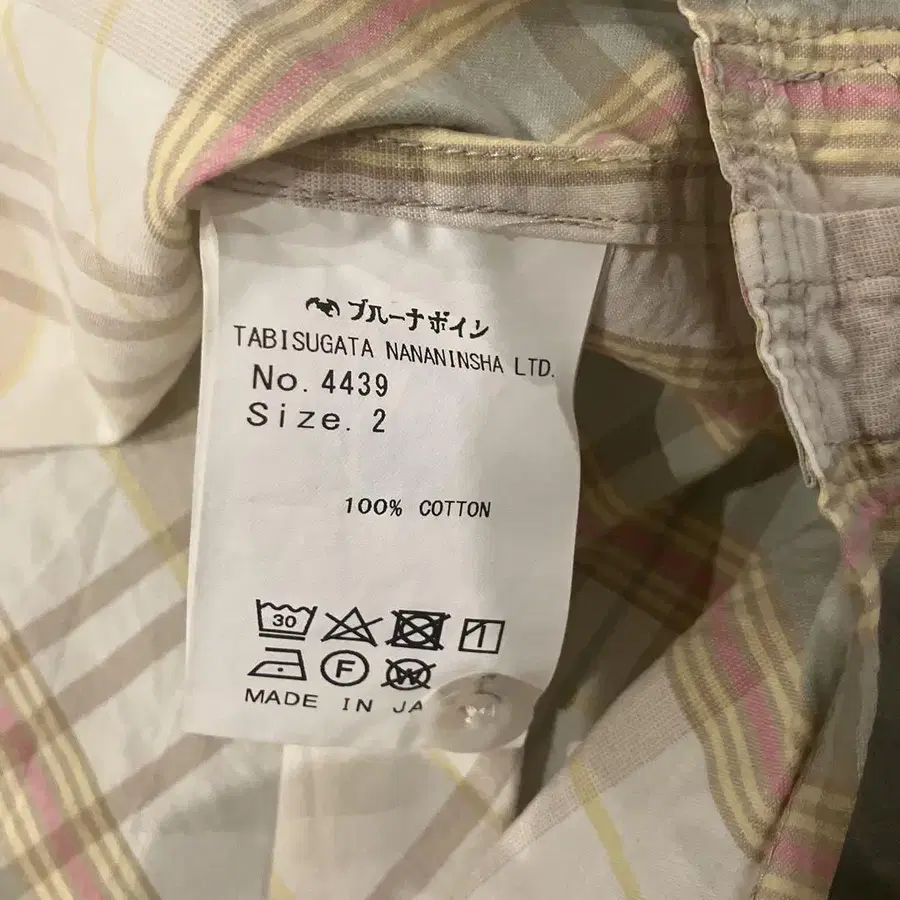 ブルーナボイン
TABISUGATA NANANINSHA LTD.
No. 4439
Size. 2
100% COTTON
30
F
W
MADE IN JA